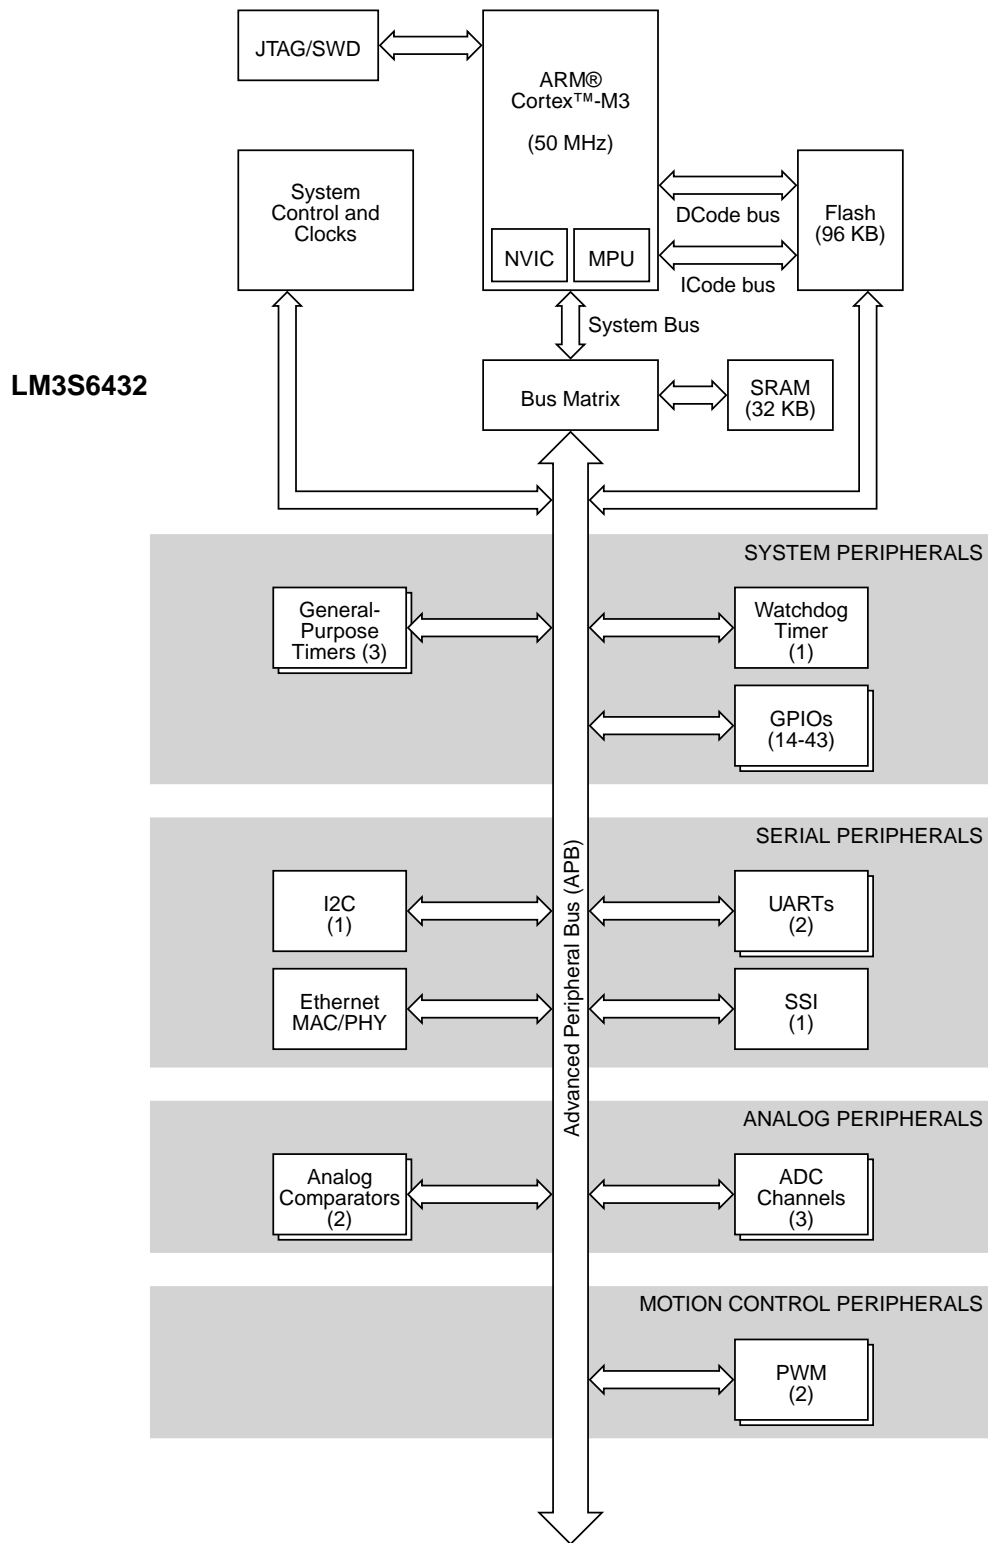 JTAG/SWD
ARM®
Cortex™-M3
(50 MHz)
NVIC
MPU
System
Control and
Clocks
DCode bus
ICode bus
Flash
(96 KB)
System Bus
LM3S6432
Bus Matrix
SRAM
(32 KB)
SYSTEM PERIPHERALS
General-
Purpose
Timers (3)
Watchdog
Timer
(1)
GPIOs
(14-43)
Advanced Peripheral Bus (APB)
SERIAL PERIPHERALS
I2C
(1)
UARTs
(2)
Ethernet
MAC/PHY
SSI
(1)
ANALOG PERIPHERALS
Analog
Comparators
(2)
ADC
Channels
(3)
MOTION CONTROL PERIPHERALS
PWM
(2)